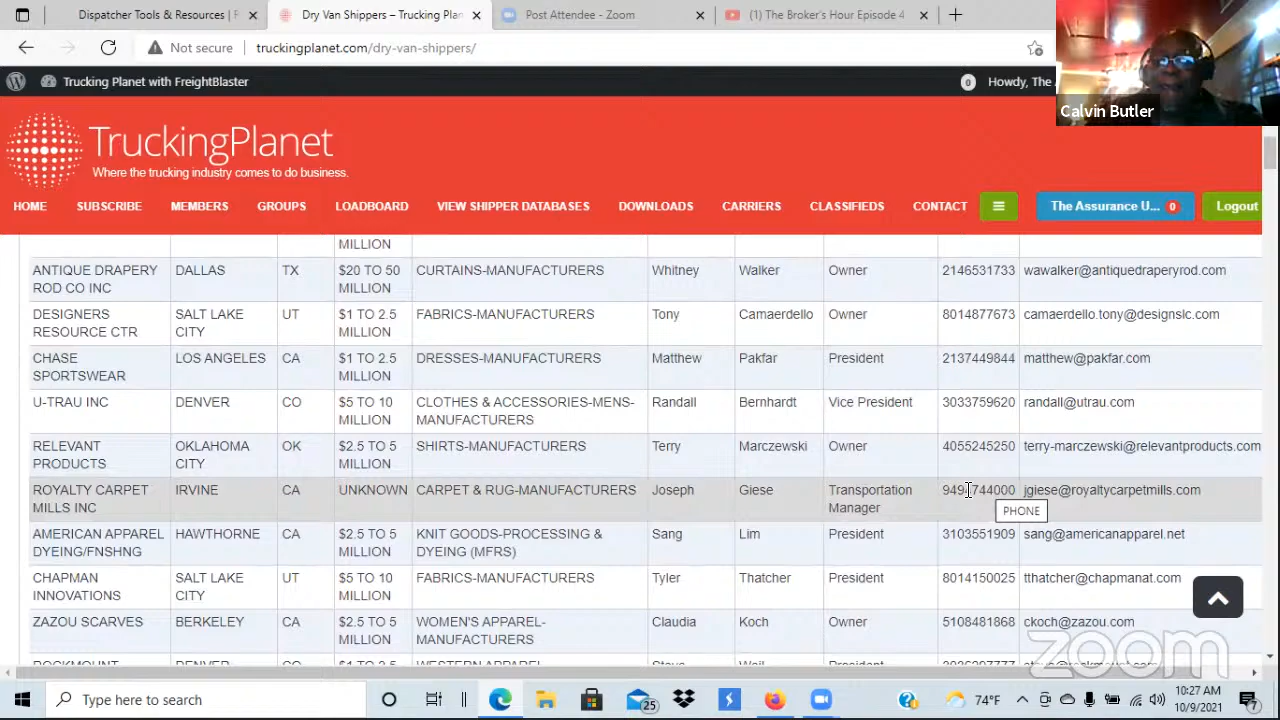 Dispatcher Tools & Resources | F
Dry Van Shippers – Trucking Plan
Post Attendee - Zoom
(1) The Broker's Hour Episode 4
Not secure
truckingplanet.com/dry-van-shippers/
Calvin Butler
Trucking Planet with FreightBlaster
0
Howdy, The
TruckingPlanet
Where the trucking industry comes to do business.
HOME SUBSCRIBE MEMBERS GROUPS LOADBOARD VIEW SHIPPER DATABASES DOWNLOADS CARRIERS CLASSIFIEDS CONTACT The Assurance U... 0 Logout
MILLION
ANTIQUE DRAPERY DALLAS TX $20 TO 50 CURTAINS-MANUFACTURERS Whitney Walker Owner 2146531733 wawalker@antiquedraperyrod.com
ROD CO INC MILLION
DESIGNERS SALT LAKE UT $1 TO 2.5 FABRICS-MANUFACTURERS Tony Camaerdello Owner 8014877673 camaerdello.tony@designslc.com
RESOURCE CTR CITY MILLION
CHASE LOS ANGELES CA $1 TO 2.5 DRESSES-MANUFACTURERS Matthew Pakfar President 2137449844 matthew@pakfar.com
SPORTSWEAR MILLION
U-TRAU INC DENVER CO $5 TO 10 CLOTHES & ACCESSORIES-MENS- Randall Bernhardt Vice President 3033759620 randall@utrau.com
MILLION MANUFACTURERS
RELEVANT OKLAHOMA OK $2.5 TO 5 SHIRTS-MANUFACTURERS Terry Marczewski Owner 4055245250 terry-marczewski@relevantproducts.com
PRODUCTS CITY MILLION
ROYALTY CARPET IRVINE CA UNKNOWN CARPET & RUG-MANUFACTURERS Joseph Giese Transportation jgiese@royaltycarpetmills.com
MILLS INC Manager PHONE
AMERICAN APPAREL HAWTHORNE CA $2.5 TO 5 KNIT GOODS-PROCESSING & Sang Lim President 3103551909 sang@americanapparel.net
DYEING/FNSHNG MILLION DYEING (MFRS)
CHAPMAN SALT LAKE UT $5 TO 10 FABRICS-MANUFACTURERS Tyler Thatcher President 8014150025 tthatcher@chapmanat.com
INNOVATIONS CITY MILLION
ZAZOU SCARVES BERKELEY CA $2.5 TO 5 WOMEN'S APPAREL- Claudia Koch Owner 5108481868 ckoch@zazou.com
MILLION MANUFACTURERS
zoom
Type here to search
25
74°F
10:27 AM
10/9/2021
7